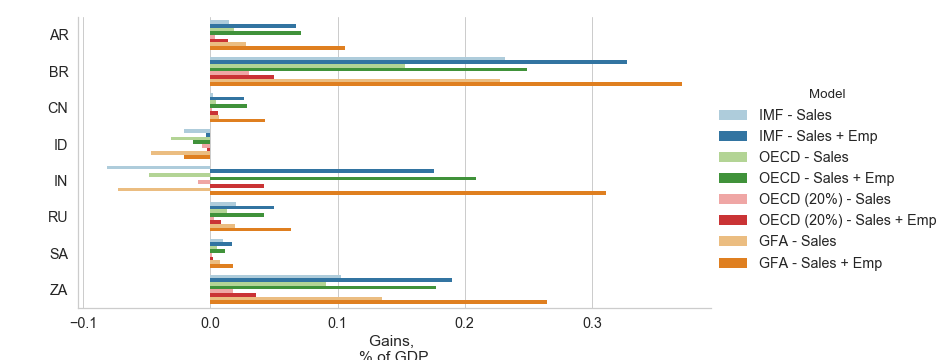 AR
BR
CN
ID
IN
RU
SA
ZA
−0.1 0.0 0.1 0.2 0.3
Gains,
% of GDP
Model
IMF - Sales
IMF - Sales + Emp
OECD - Sales
OECD - Sales + Emp
OECD (20%) - Sales
OECD (20%) - Sales + Emp
GFA - Sales
GFA - Sales + Emp